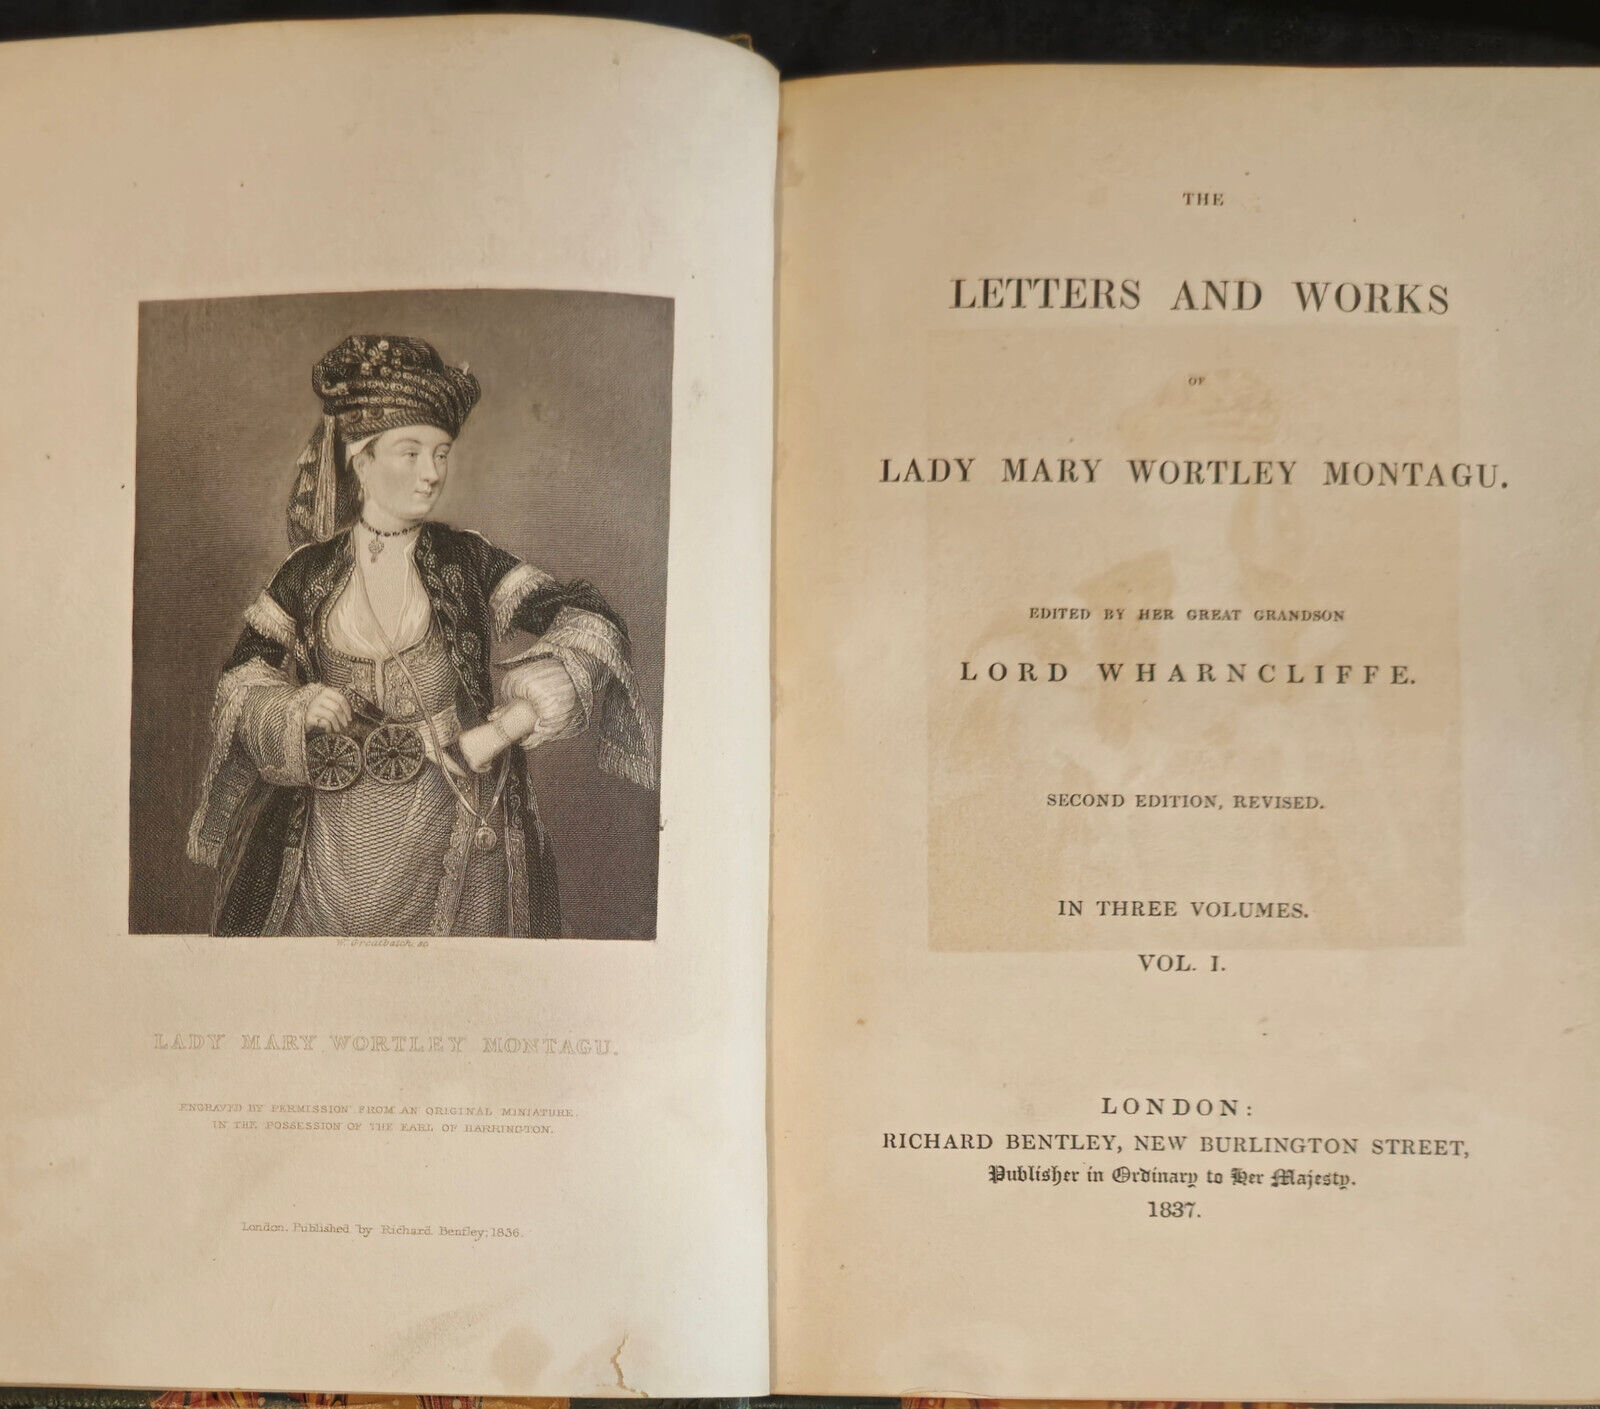 W. Greatbatch, sc
LADY MARY WORTLEY MONTAGU.
ENGRAVED BY PERMISSION FROM AN ORIGINAL MINIATURE
IN THE POSSESSION OF THE EARL OF HARRINGTON.
London. Published by Richard Bentley; 1836.
THE
LETTERS AND WORKS
OF
LADY MARY WORTLEY MONTAGU.
EDITED BY HER GREAT GRANDSON
LORD WHARNCLIFFE.
SECOND EDITION, REVISED.
IN THREE VOLUMES.
VOL. I.
LONDON:
RICHARD BENTLEY, NEW BURLINGTON STREET,
Publisher in Ordinary to Her Majesty.
1837.